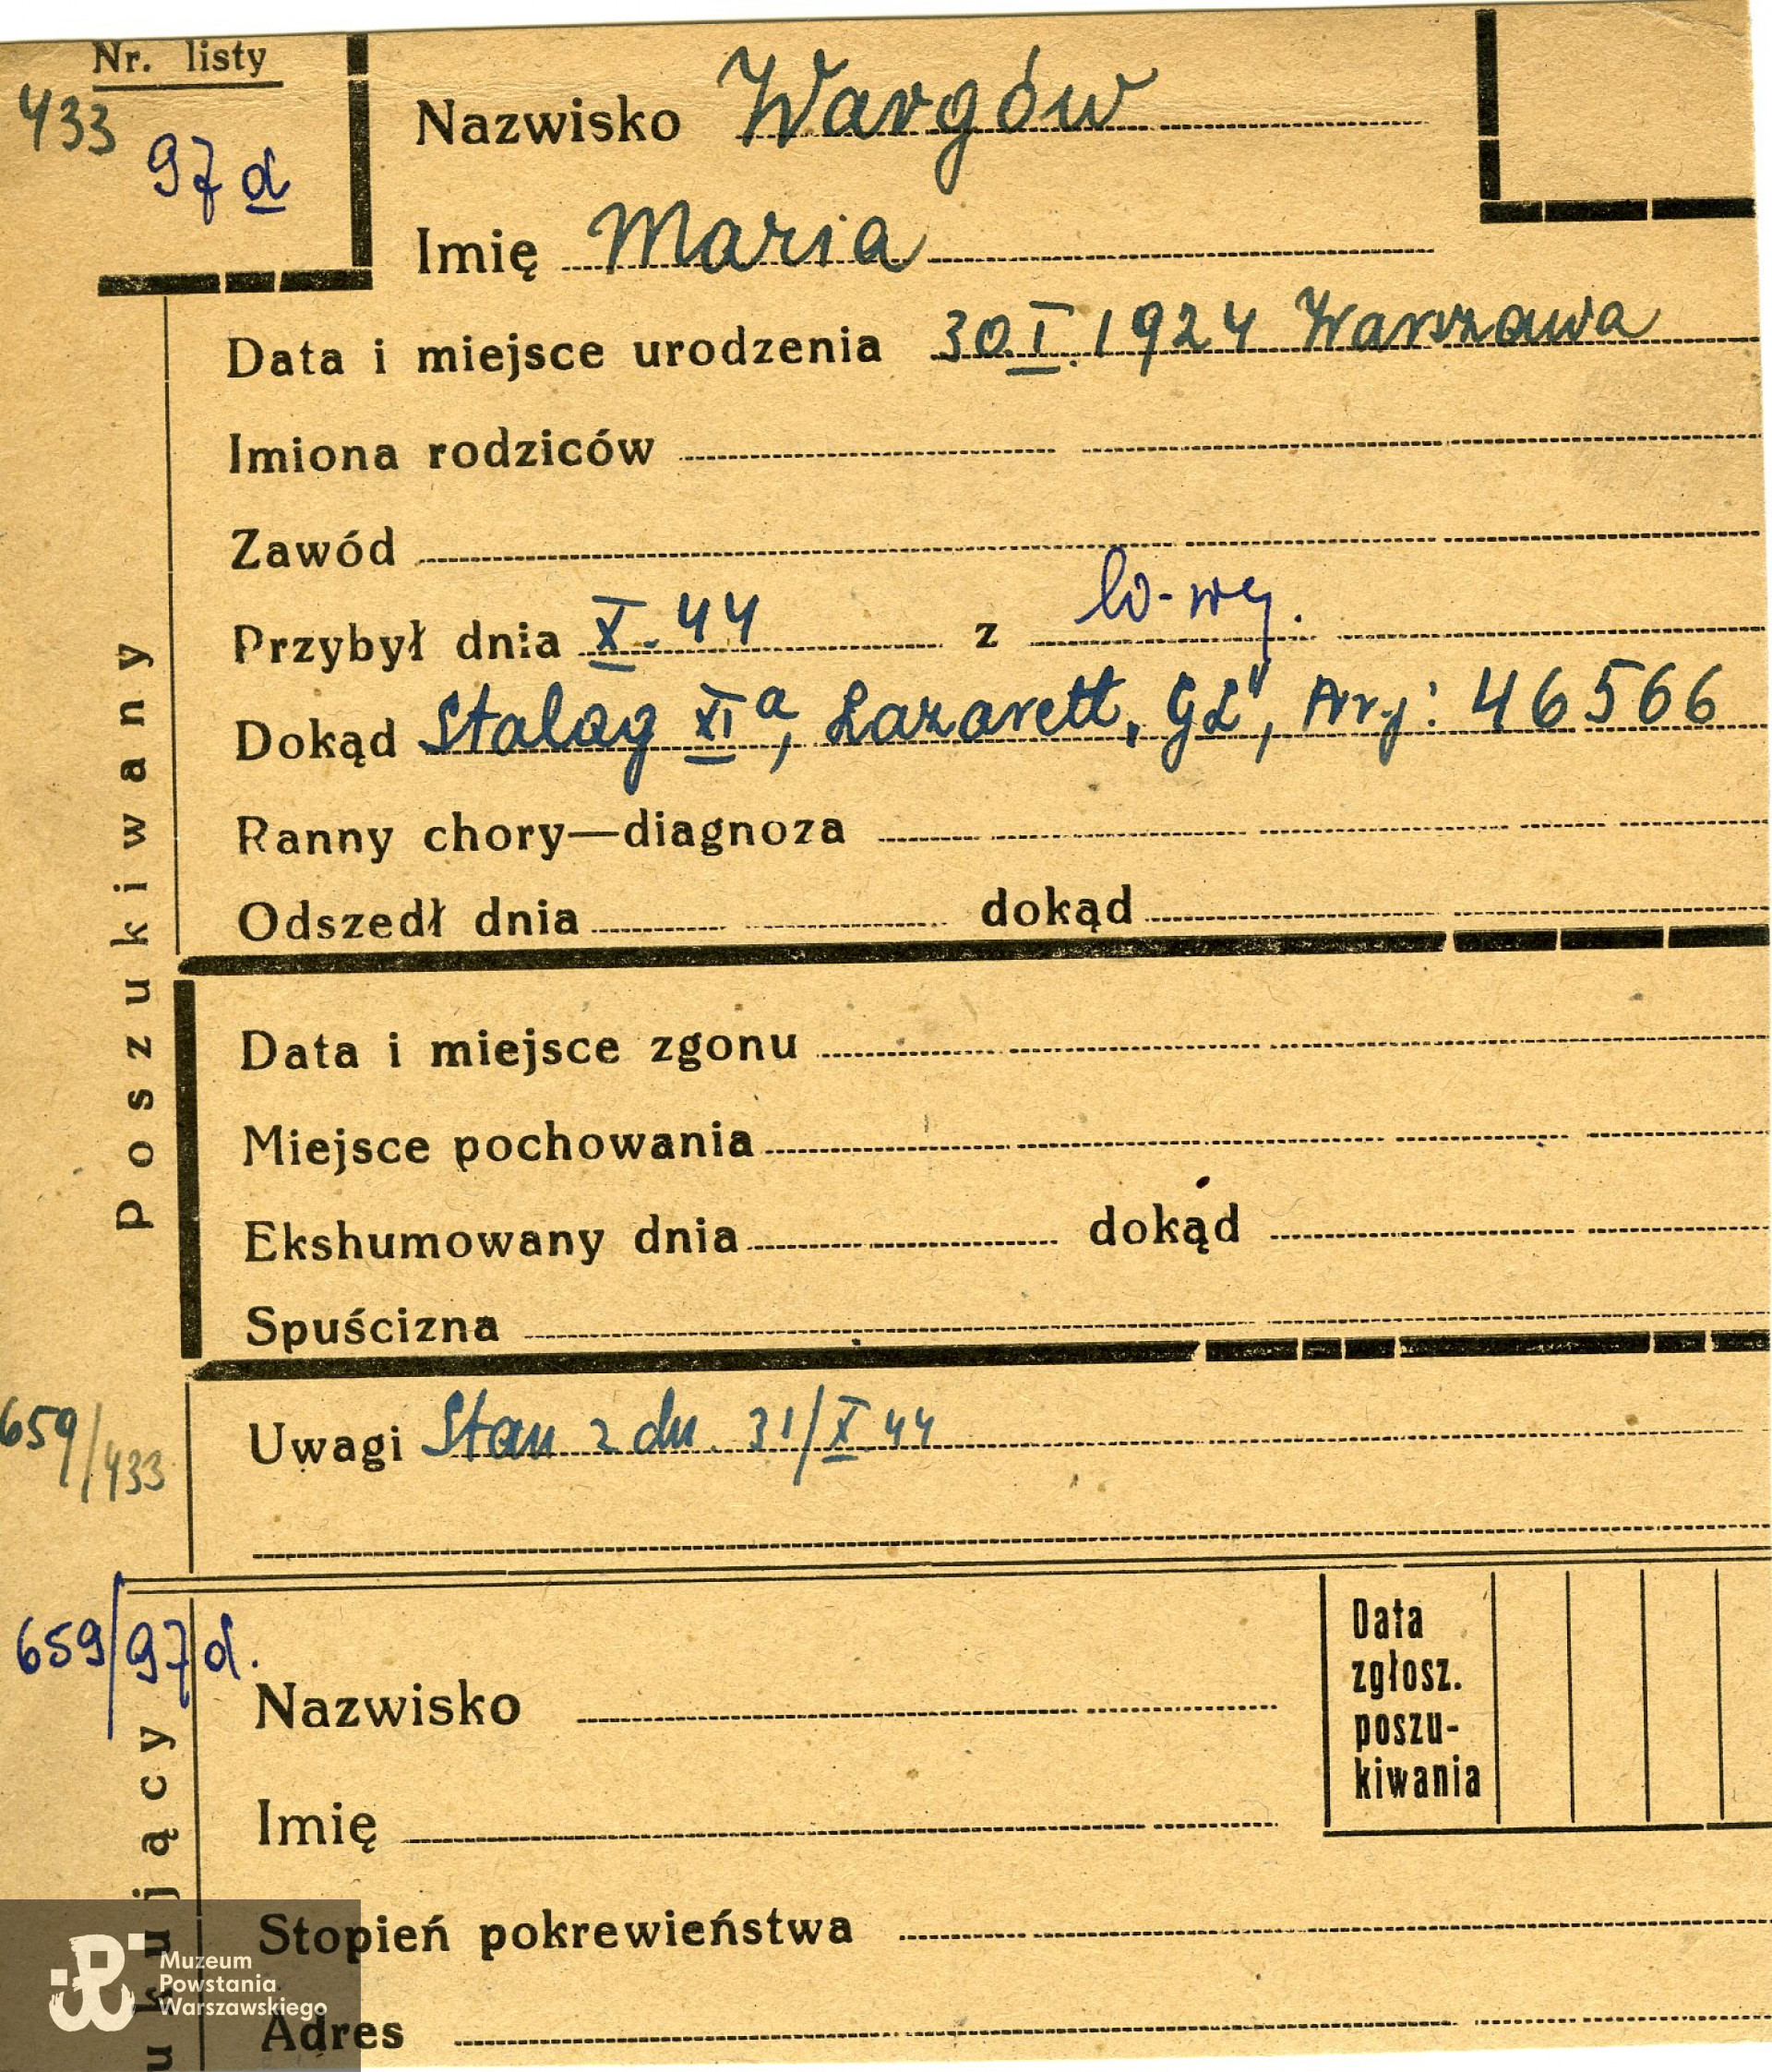 Nr. listy
433
97 d
Nazwisko Wargów
Imię Maria
Data i miejsce urodzenia 30.I.1924 Warszawa
Imiona rodziców
Zawód
Przybył dnia X.44 z
Dokąd Stalag XIa, Lazarett, GL", : 46566
Ranny chory—diagnoza
Odszedł dnia dokąd
Poszukiwany
Data i miejsce zgonu
Miejsce pochowania
Ekshumowany dnia dokąd
Spuścizna
659/433
Uwagi Stan z dn. 31/X.44
659/97 d.
Nazwisko
Data
zgłosz.
poszu-
kiwania
Imię
Stopień pokrewieństwa
Adres
ukujący
Muzeum
Powstania
Warszawskiego